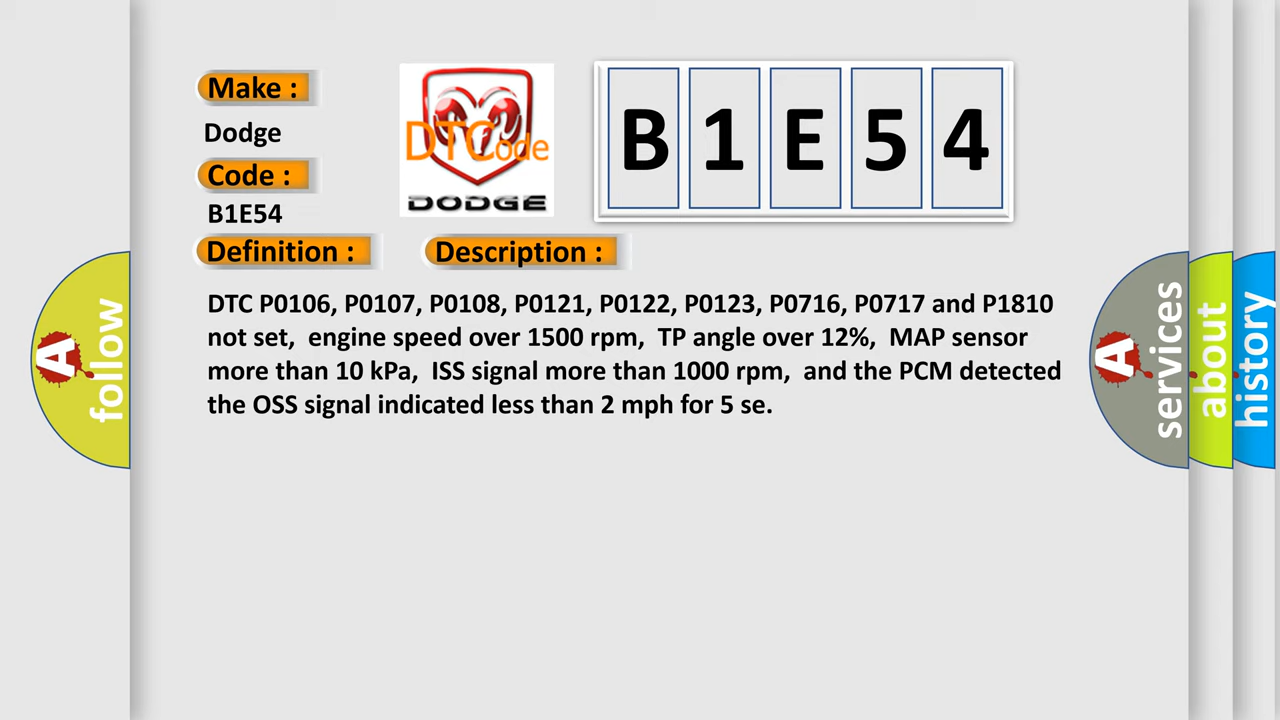 Make :
Dodge
Code :
B1E54
DTCode
DODGE
B 1 E 5 4
Definition :
Description :
DTC P0106, P0107, P0108, P0121, P0122, P0123, P0716, P0717 and P1810
not set,  engine speed over 1500 rpm,  TP angle over 12%,  MAP sensor
more than 10 kPa,  ISS signal more than 1000 rpm,  and the PCM detected
the OSS signal indicated less than 2 mph for 5 se.
A follow
A services
about
history